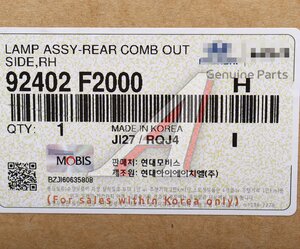 LAMP ASSY-REAR COMB OUT
SIDE,RH
Genuine Parts
92402 F2000
H
QTY: 1
MADE IN KOREA
JI27 / RQJ4
I
MOBIS
판매처: 현대모비스
제조원: 현대아이에이치엘(주)
BZJI60635808
(For sales within Korea only)